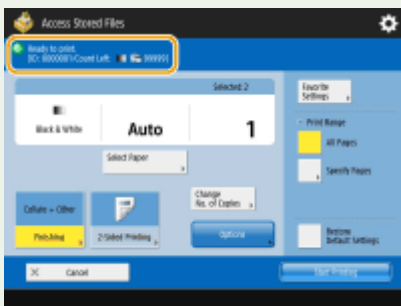 Access Stored Files
Ready to print.
Count Left:
Selected: 2
Black & White
Auto
1
Select Paper
Change
No. of Copies
Collate + Other
Finishing
2-Sided Printing
Options
Favorite
Settings
Print Range
All Pages
Specify Pages
Restore
Default Settings
Cancel
Start Printing